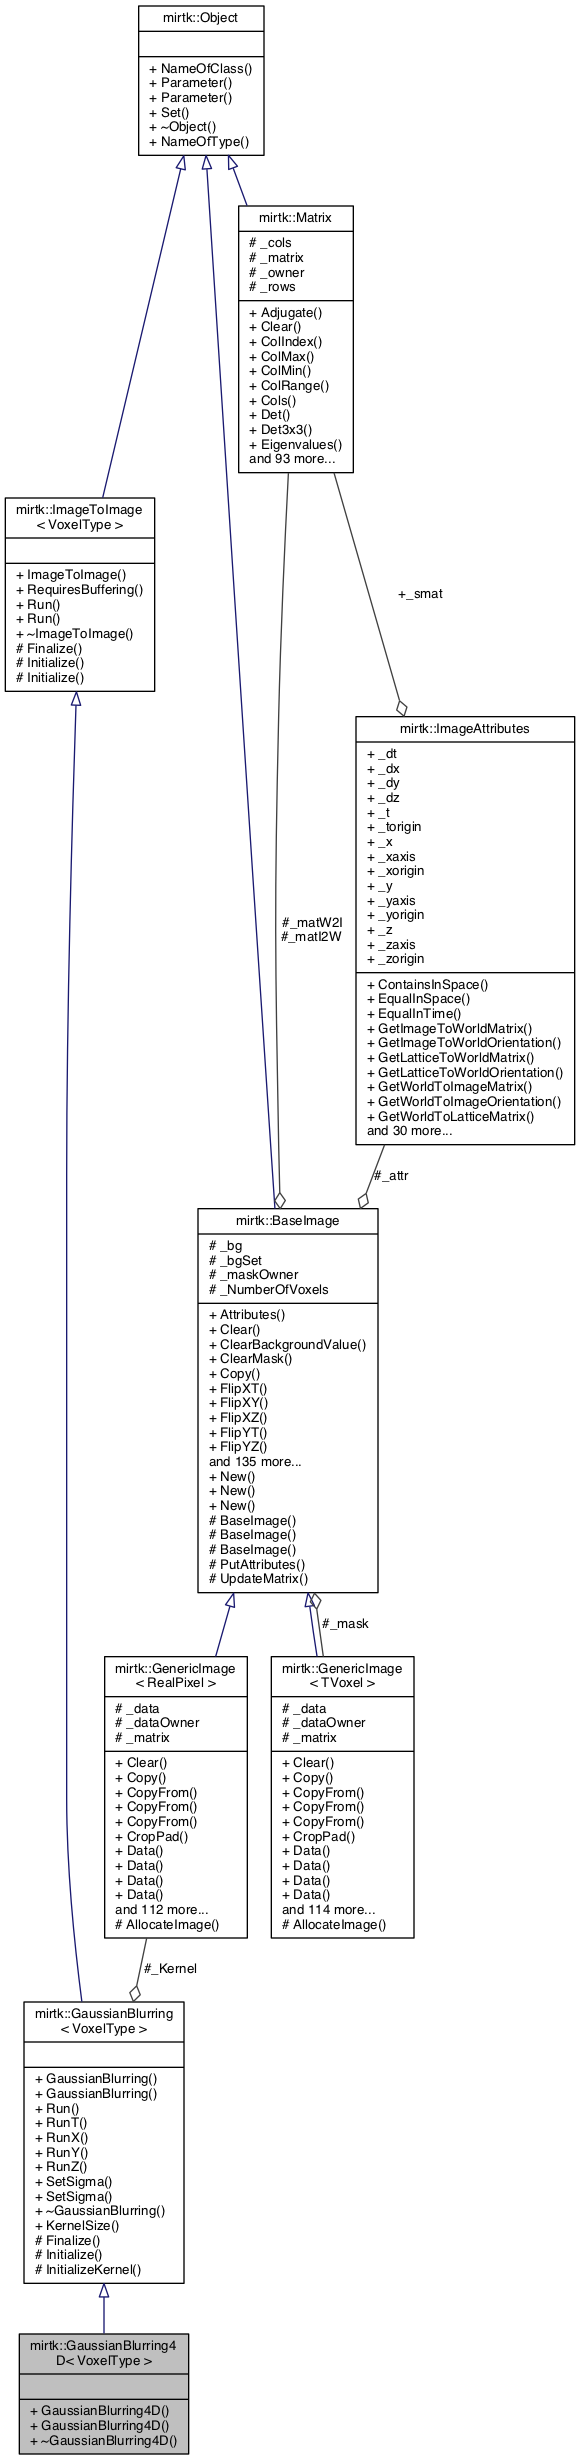 mirtk::Object
+ NameOfClass()
+ Parameter()
+ Parameter()
+ Set()
+ ~Object()
+ NameOfType()
mirtk::Matrix
# _cols
# _matrix
# _owner
# _rows
+ Adjugate()
+ Clear()
+ ColIndex()
+ ColMax()
+ ColMin()
+ ColRange()
+ Cols()
+ Det()
+ Det3x3()
+ Eigenvalues()
and 93 more...
mirtk::ImageToImage
< VoxelType >
+ ImageToImage()
+ RequiresBuffering()
+ Run()
+ Run()
+ ~ImageToImage()
# Finalize()
# Initialize()
# Initialize()
+_smat
mirtk::ImageAttributes
+ _dt
+ _dx
+ _dy
+ _dz
+ _t
+ _torigin
+ _x
+ _xaxis
+ _xorigin
+ _y
+ _yaxis
+ _yorigin
+ _z
+ _zaxis
+ _zorigin
+ ContainsInSpace()
+ EqualInSpace()
+ EqualInTime()
+ GetImageToWorldMatrix()
+ GetImageToWorldOrientation()
+ GetLatticeToWorldMatrix()
+ GetLatticeToWorldOrientation()
+ GetWorldToImageMatrix()
+ GetWorldToImageOrientation()
+ GetWorldToLatticeMatrix()
and 30 more...
#_matW2I
#_matI2W
#_attr
mirtk::BaseImage
# _bg
# _bgSet
# _maskOwner
# _NumberOfVoxels
+ Attributes()
+ Clear()
+ ClearBackgroundValue()
+ ClearMask()
+ Copy()
+ FlipXT()
+ FlipXY()
+ FlipXZ()
+ FlipYT()
+ FlipYZ()
and 135 more...
+ New()
+ New()
+ New()
# BaseImage()
# BaseImage()
# BaseImage()
# PutAttributes()
# UpdateMatrix()
#_mask
mirtk::GenericImage
< RealPixel >
# _data
# _dataOwner
# _matrix
+ Clear()
+ Copy()
+ CopyFrom()
+ CopyFrom()
+ CopyFrom()
+ CropPad()
+ Data()
+ Data()
+ Data()
+ Data()
and 112 more...
# AllocateImage()
mirtk::GenericImage
< TVoxel >
# _data
# _dataOwner
# _matrix
+ Clear()
+ Copy()
+ CopyFrom()
+ CopyFrom()
+ CopyFrom()
+ CropPad()
+ Data()
+ Data()
+ Data()
+ Data()
and 114 more...
# AllocateImage()
#_Kernel
mirtk::GaussianBlurring
< VoxelType >
+ GaussianBlurring()
+ GaussianBlurring()
+ Run()
+ RunT()
+ RunX()
+ RunY()
+ RunZ()
+ SetSigma()
+ SetSigma()
+ ~GaussianBlurring()
+ KernelSize()
# Finalize()
# Initialize()
# InitializeKernel()
mirtk::GaussianBlurring4
D< VoxelType >
+ GaussianBlurring4D()
+ GaussianBlurring4D()
+ ~GaussianBlurring4D()